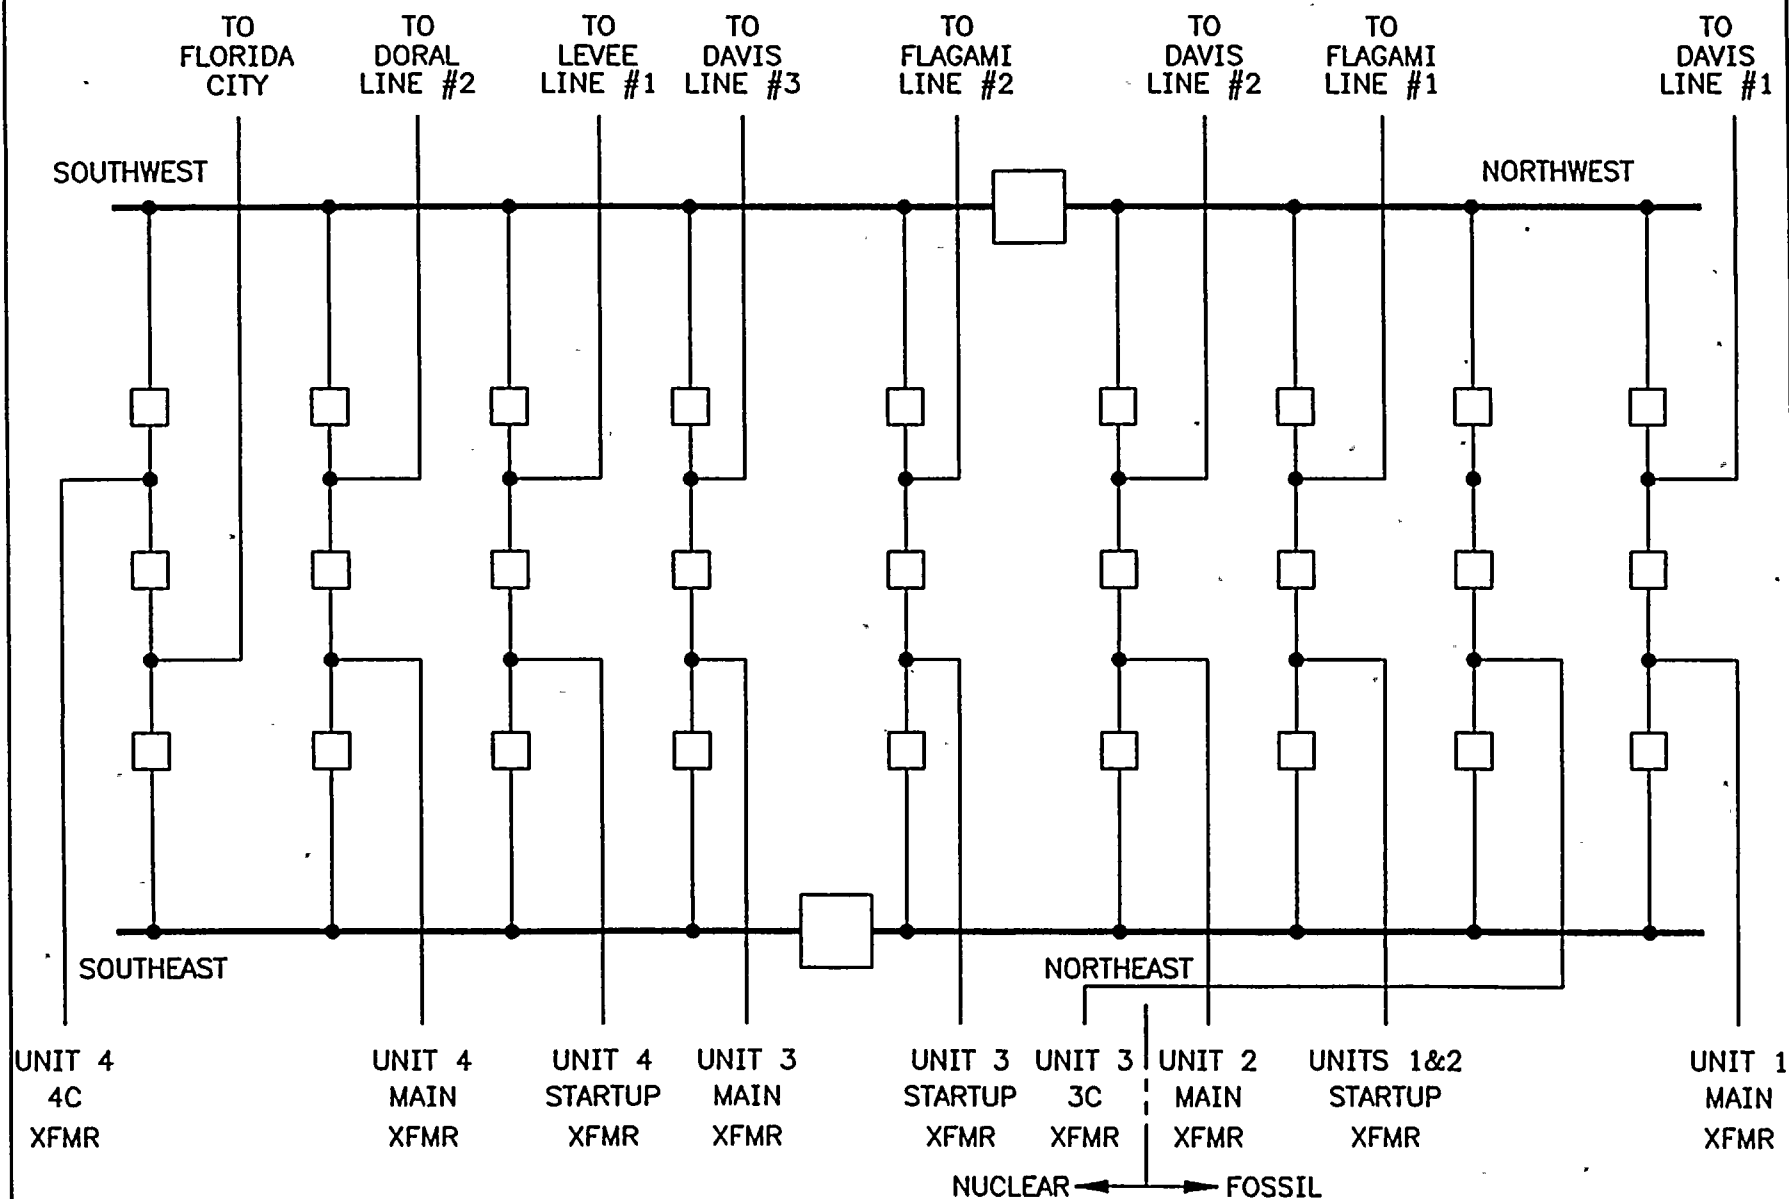 TO
FLORIDA
CITY
TO
DORAL
LINE #2
TO
LEVEE
LINE #1
TO
DAVIS
LINE #3
TO
FLAGAMI
LINE #2
TO
DAVIS
LINE #2
TO
FLAGAMI
LINE #1
TO
DAVIS
LINE #1
SOUTHWEST
NORTHWEST
SOUTHEAST
NORTHEAST
UNIT 4
4C
XFMR
UNIT 4
MAIN
XFMR
UNIT 4
STARTUP
XFMR
UNIT 3
MAIN
XFMR
UNIT 3
STARTUP
XFMR
UNIT 3
3C
XFMR
UNIT 2
MAIN
XFMR
UNITS 1&2
STARTUP
XFMR
UNIT 1
MAIN
XFMR
NUCLEAR
FOSSIL